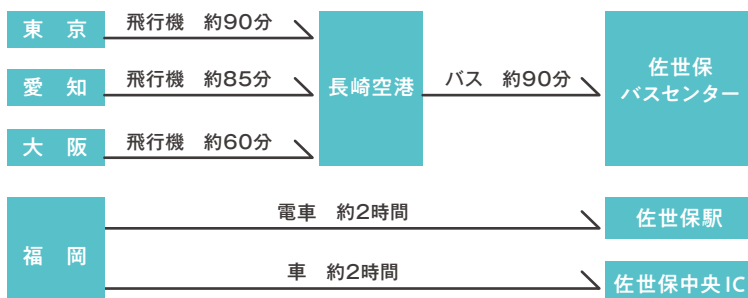 東　京
飛行機　約90分
愛　知
飛行機　約85分
大　阪
飛行機　約60分
長崎空港
バス　約90分
佐世保
バスセンター
福　岡
電車　約2時間
佐世保駅
車　約2時間
佐世保中央IC